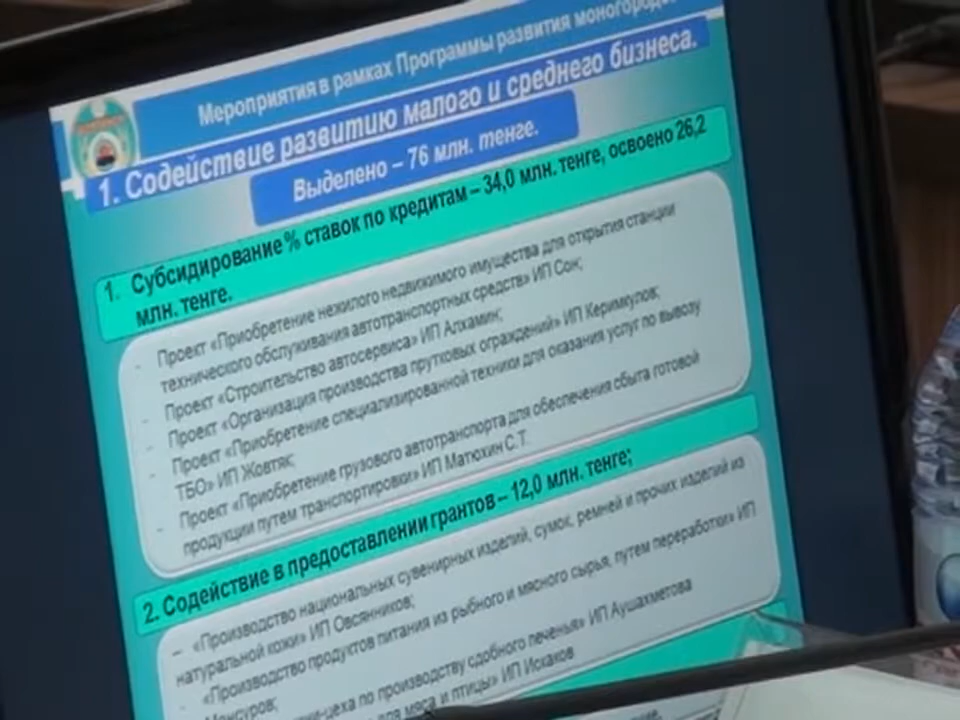 Мероприятия в рамках Программы развития моногородов
1. Содействие развитию малого и среднего бизнеса.
Выделено – 76 млн. тенге.
1. Субсидирование % ставок по кредитам – 34,0 млн. тенге, освоено 26,2
млн. тенге.
- Проект «Приобретение нежилого недвижимого имущества для открытия станции
технического обслуживания автотранспортных средств» ИП Сон;
- Проект «Строительство автосервиса» ИП Алхамин;
- Проект «Организация производства прутковых ограждений» ИП Керимкулов;
- Проект «Приобретение специализированной техники для оказания услуг по вывозу
ТБО» ИП Жовтяк;
- Проект «Приобретение грузового автотранспорта для обеспечения сбыта готовой
продукции путем транспортировки» ИП Матюхин С.Т.
2. Содействие в предоставлении грантов – 12,0 млн. тенге;
– «Производство национальных сувенирных изделий, сумок, ремней и прочих изделий из
натуральной кожи» ИП Овсянников;
- «Производство продуктов питания из рыбного и мясного сырья, путем переработки» ИП
Мансуров;
-цеха по производству сдобного печенья» ИП Аушахметова
для мяса и птицы» ИП Искаков